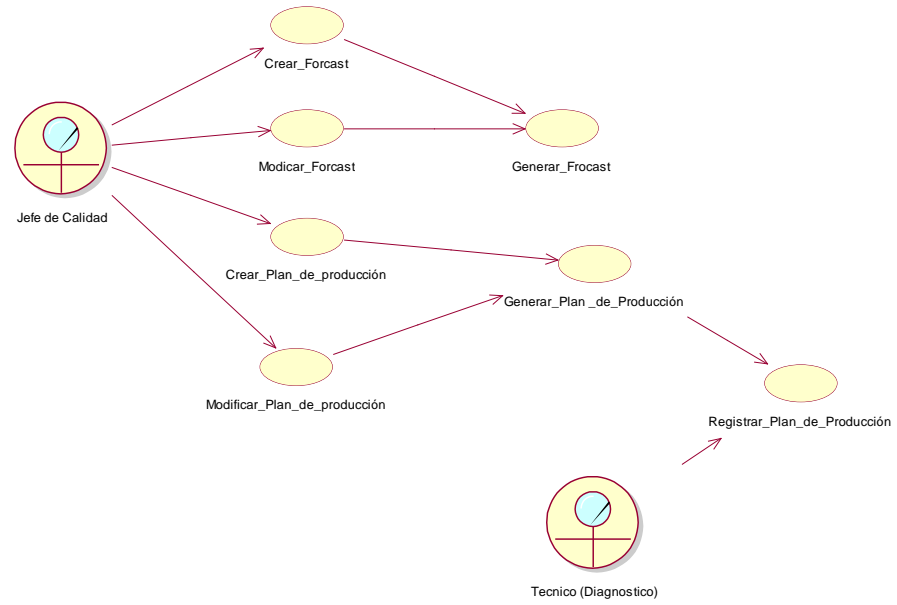 Crear_Forcast
Modicar_Forcast
Generar_Frocast
Jefe de Calidad
Crear_Plan_de_producción
Generar_Plan _de_Producción
Modificar_Plan_de_producción
Registrar_Plan_de_Producción
Tecnico (Diagnostico)